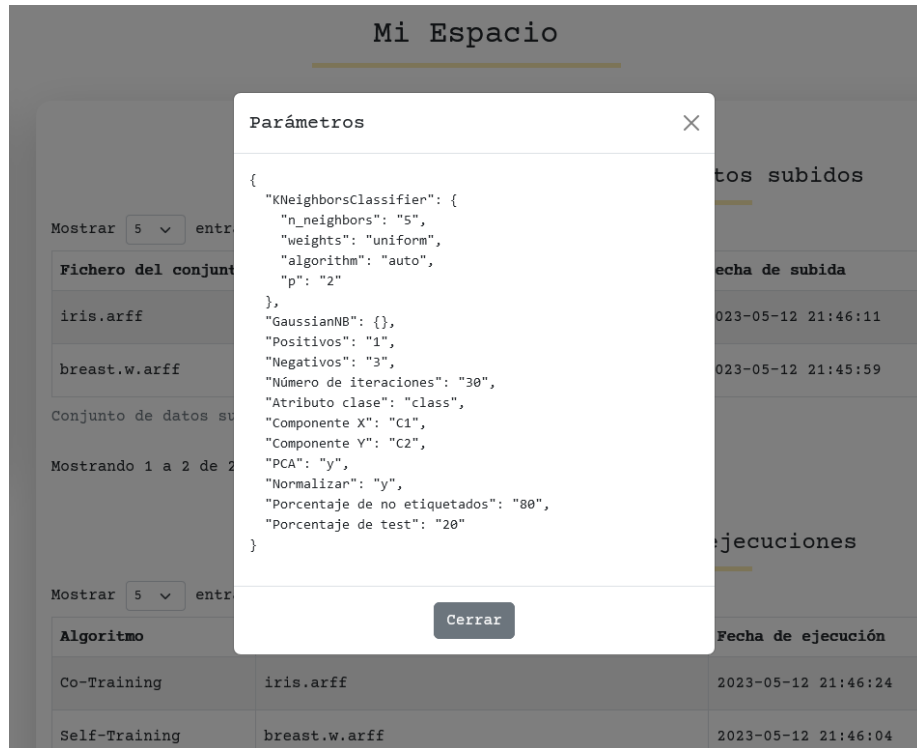 Mi Espacio
Parámetros
{
"KNeighborsClassifier": {
"n_neighbors": "5",
"weights": "uniform",
"algorithm": "auto",
"p": "2"
},
"GaussianNB": {},
"Positivos": "1",
"Negativos": "3",
"Número de iteraciones": "30",
"Atributo clase": "class",
"Componente X": "C1",
"Componente Y": "C2",
"PCA": "y",
"Normalizar": "y",
"Porcentaje de no etiquetados": "80",
"Porcentaje de test": "20"
}
Cerrar
tos subidos
Mostrar 5 entra
Fichero del conjunt echa de subida
iris.arff 023-05-12 21:46:11
breast.w.arff 023-05-12 21:45:59
Conjunto de datos su
Mostrando 1 a 2 de 2
ejecuciones
Mostrar 5 entra
Algoritmo Fecha de ejecución
Co-Training iris.arff 2023-05-12 21:46:24
Self-Training breast.w.arff 2023-05-12 21:46:04